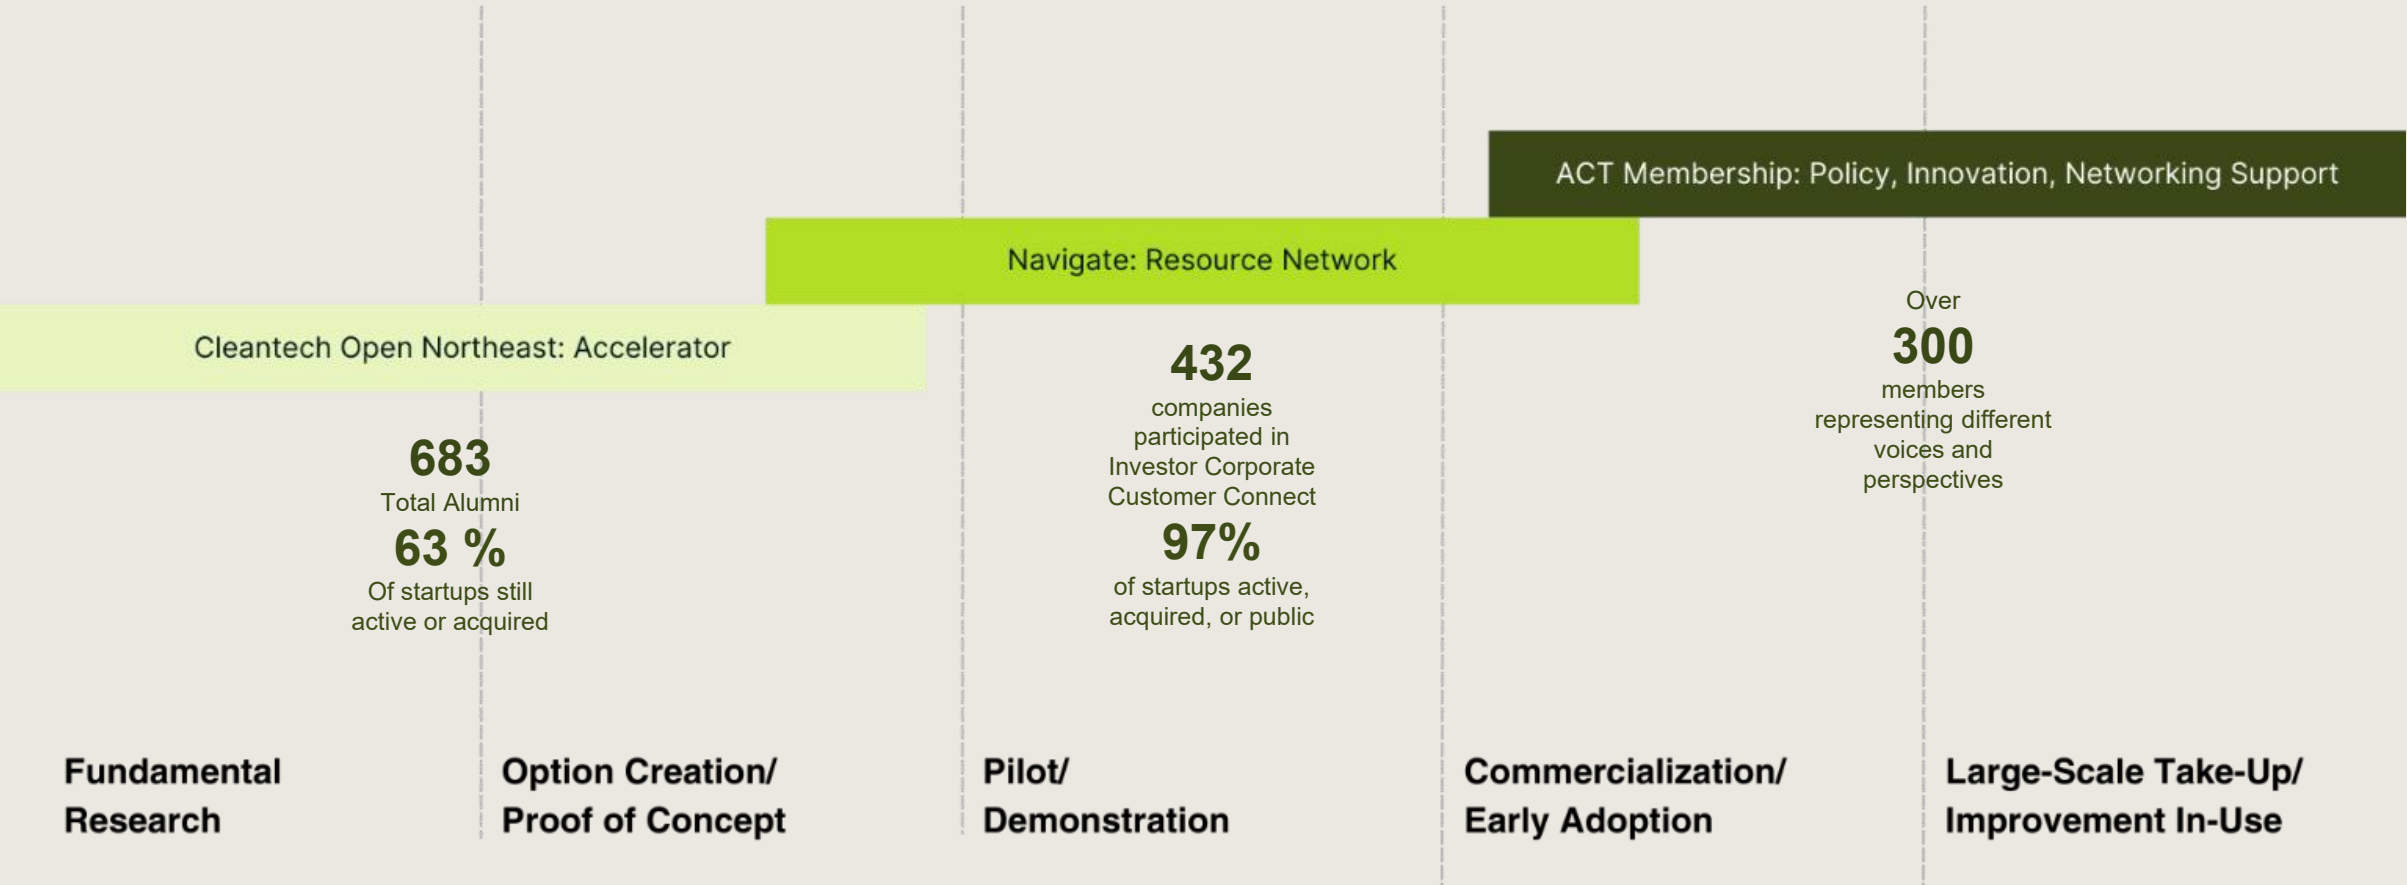 ACT Membership: Policy, Innovation, Networking Support
Navigate: Resource Network
Cleantech Open Northeast: Accelerator
683
Total Alumni
63 %
Of startups still
active or acquired
432
companies
participated in
Investor Corporate
Customer Connect
97%
of startups active,
acquired, or public
Over
300
members
representing different
voices and
perspectives
Fundamental
Research
Option Creation/
Proof of Concept
Pilot/
Demonstration
Commercialization/
Early Adoption
Large-Scale Take-Up/
Improvement In-Use